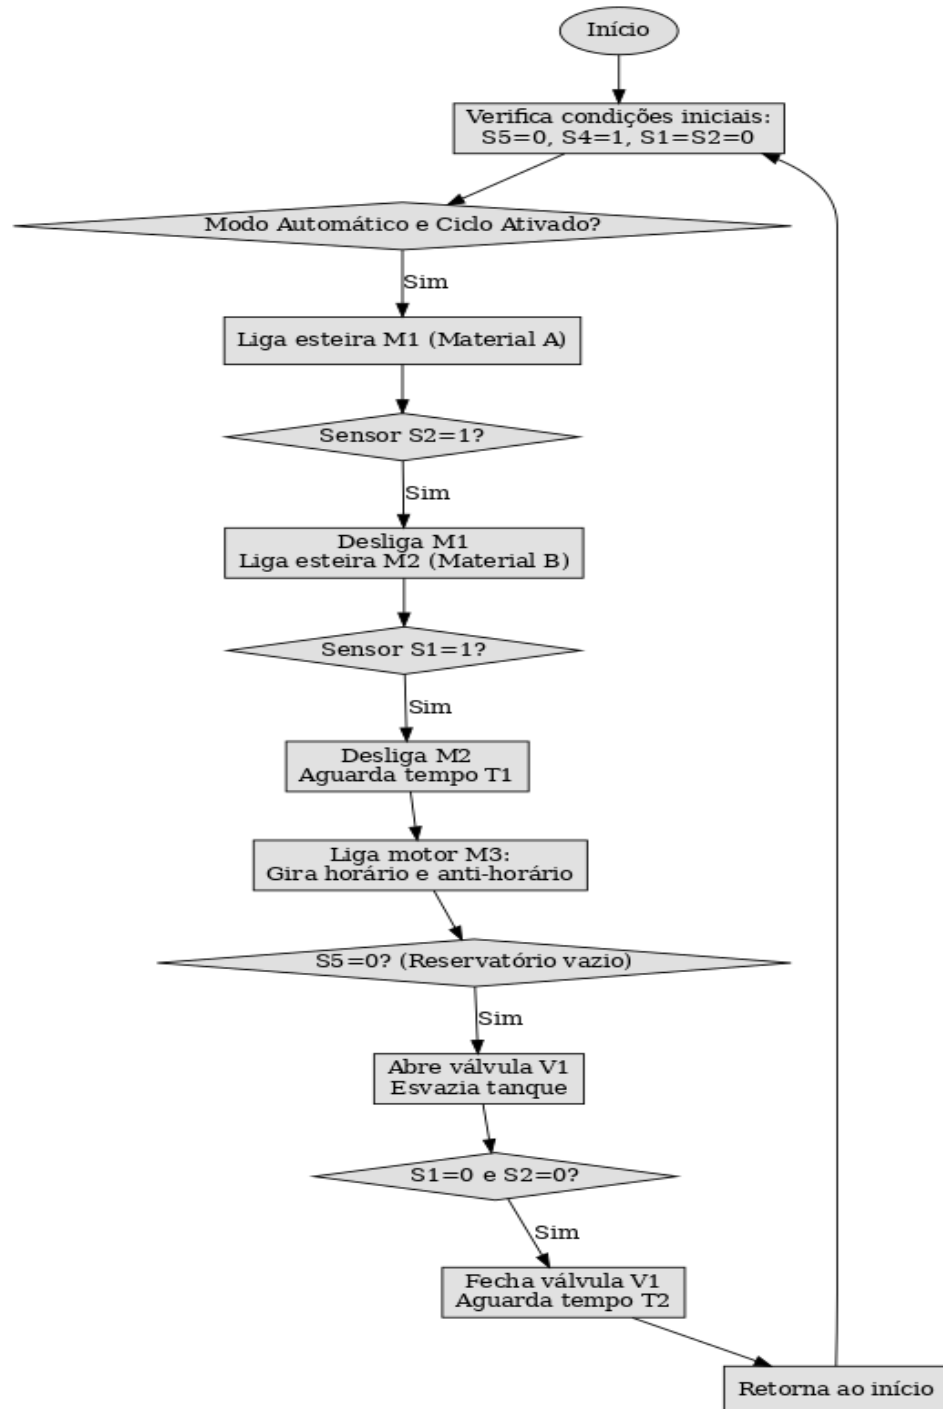 Início
Verifica condições iniciais:
S5=0, S4=1, S1=S2=0
Modo Automático e Ciclo Ativado?
Sim
Liga esteira M1 (Material A)
Sensor S2=1?
Sim
Desliga M1
Liga esteira M2 (Material B)
Sensor S1=1?
Sim
Desliga M2
Aguarda tempo T1
Liga motor M3:
Gira horário e anti-horário
S5=0? (Reservatório vazio)
Sim
Abre válvula V1
Esvazia tanque
S1=0 e S2=0?
Sim
Fecha válvula V1
Aguarda tempo T2
Retorna ao início